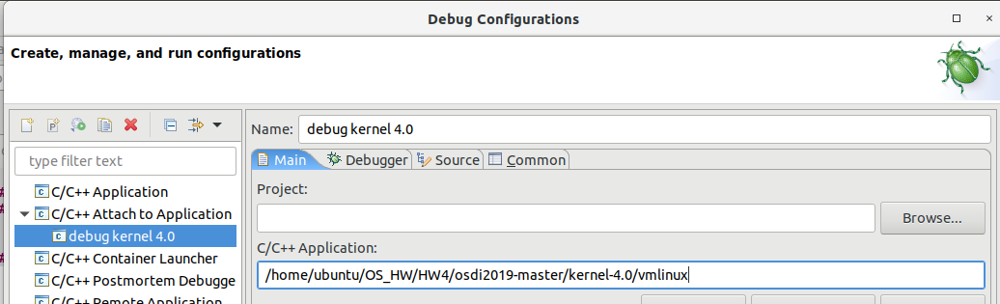 Debug Configurations
Create, manage, and run configurations
Name: debug kernel 4.0
type filter text
Main Debugger Source Common
C/C++ Application
C/C++ Attach to Application
debug kernel 4.0
C/C++ Container Launcher
C/C++ Postmortem Debugge
C/C++ Remote Application
Project:
Browse...
C/C++ Application:
/home/ubuntu/OS_HW/HW4/osdi2019-master/kernel-4.0/vmlinux